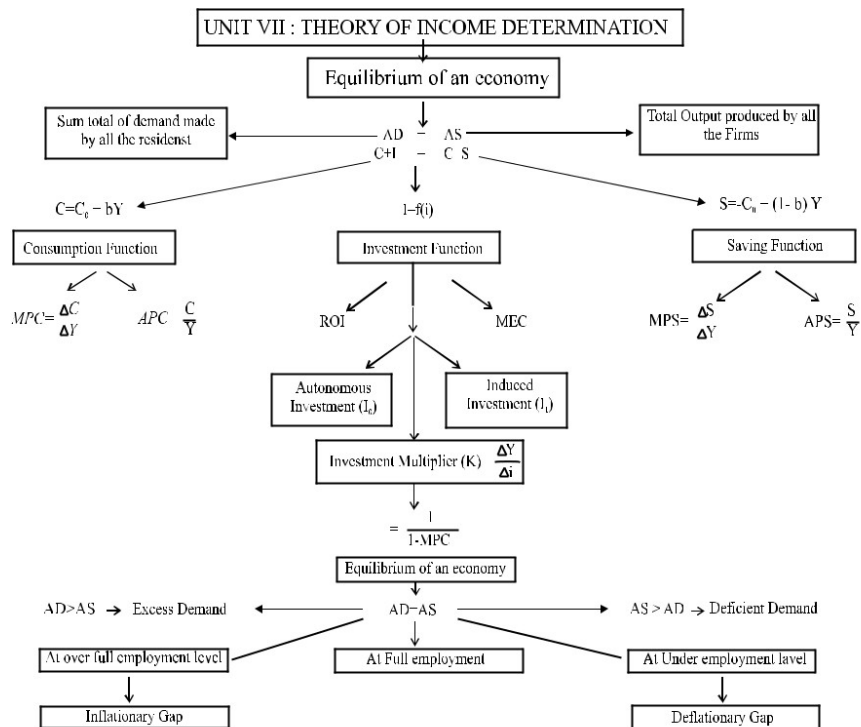 UNIT VII : THEORY OF INCOME DETERMINATION
Equilibrium of an economy
Sum total of demand made
by all the residenst
AD – AS
C+I – C S
Total Output produced by all
the Firms
C=C₀ – bY
I–f(i)
S=-C₀ – (1- b) Y
Consumption Function
Investment Function
Saving Function
MPC= ΔC
ΔY
APC C
Y
ROI
MEC
MPS= ΔS
ΔY
APS= S
Y
Autonomous
Investment (I₀)
Induced
Investment (I₁)
Investment Multiplier (K) ΔY
Δi
= 1
1-MPC
Equilibrium of an economy
AD>AS → Excess Demand
AD–AS
AS > AD → Deficient Demand
At over full employment level
At Full employment
At Under employment lavel
Inflationary Gap
Deflationary Gap